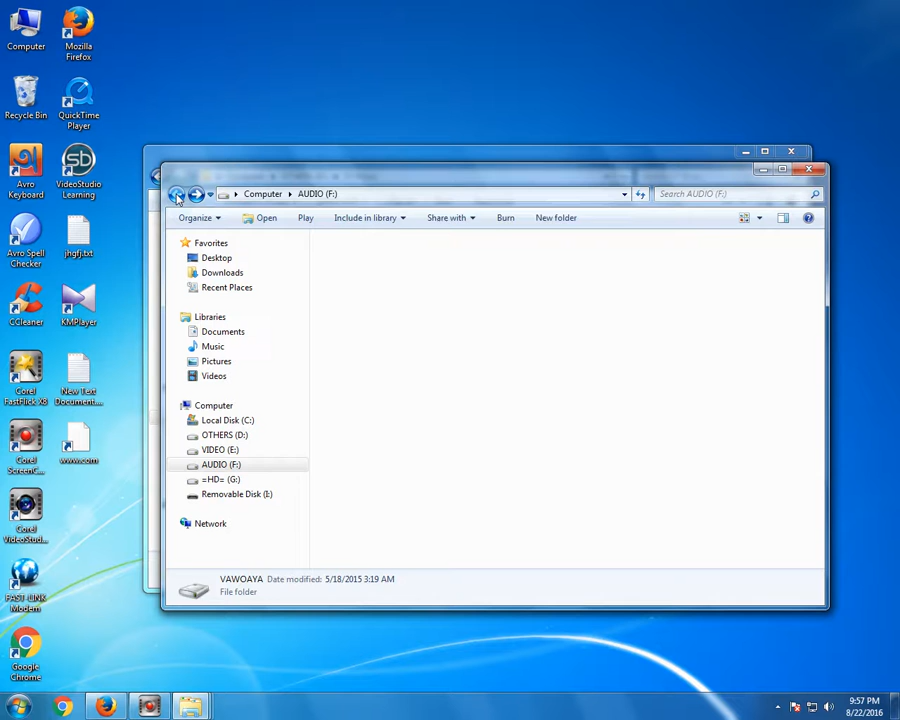 Computer
Mozilla
Firefox
Recycle Bin
QuickTime
Player
Avro
Keyboard
VideoStudio
Learning
Avro Spell
Checker
jhgfj.txt
CCleaner
KMPlayer
Corel
FastFlick X8
New Text
Document....
Corel
ScreenC...
www.com
Corel
VideoStud...
FAST-LINK
Modem
Google
Chrome
Computer
AUDIO (F:)
Search AUDIO (F:)
Organize
Open
Play
Include in library
Share with
Burn
New folder
Favorites
Desktop
Downloads
Recent Places
Libraries
Documents
Music
Pictures
Videos
Computer
Local Disk (C:)
OTHERS (D:)
VIDEO (E:)
AUDIO (F:)
=HD= (G:)
Removable Disk (I:)
Network
VAWOAYA Date modified: 5/18/2015 3:19 AM
File folder
9:57 PM
8/22/2016